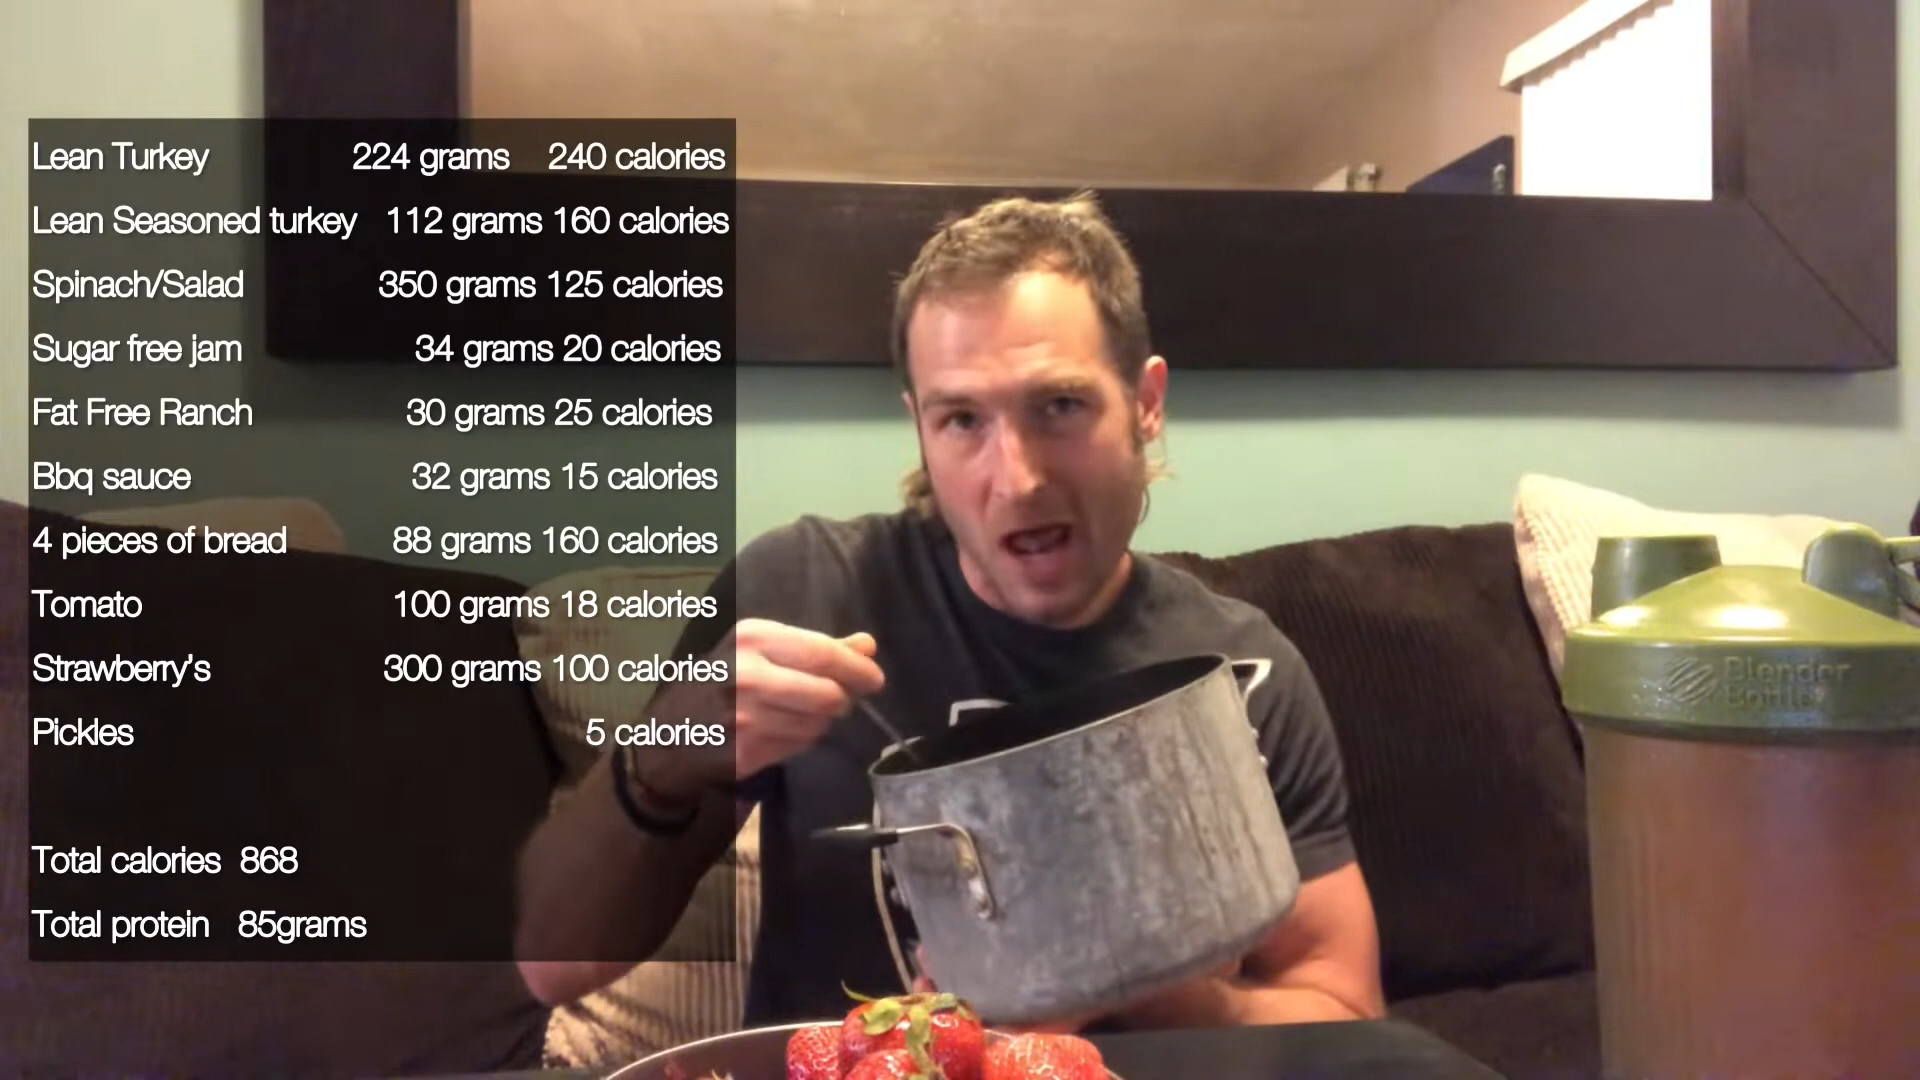 Lean Turkey 224 grams 240 calories
Lean Seasoned turkey 112 grams 160 calories
Spinach/Salad 350 grams 125 calories
Sugar free jam 34 grams 20 calories
Fat Free Ranch 30 grams 25 calories
Bbq sauce 32 grams 15 calories
4 pieces of bread 88 grams 160 calories
Tomato 100 grams 18 calories
Strawberry's 300 grams 100 calories
Pickles 5 calories
Total calories 868
Total protein 85grams
Blender
Bottle